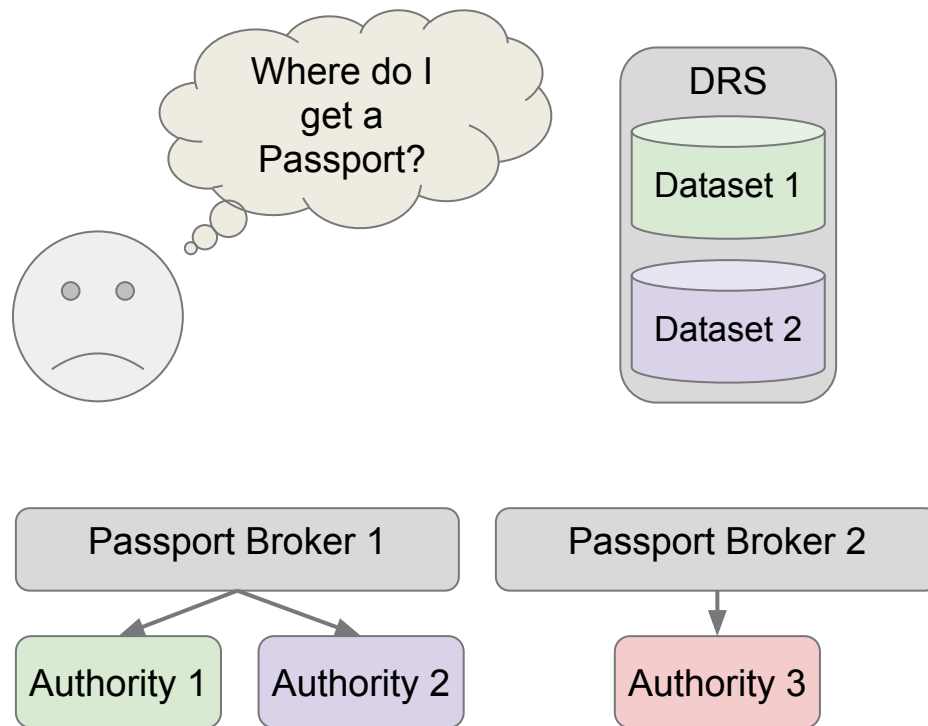 Where do I
get a
Passport?
DRS
Dataset 1
Dataset 2
Passport Broker 1
Passport Broker 2
Authority 1
Authority 2
Authority 3